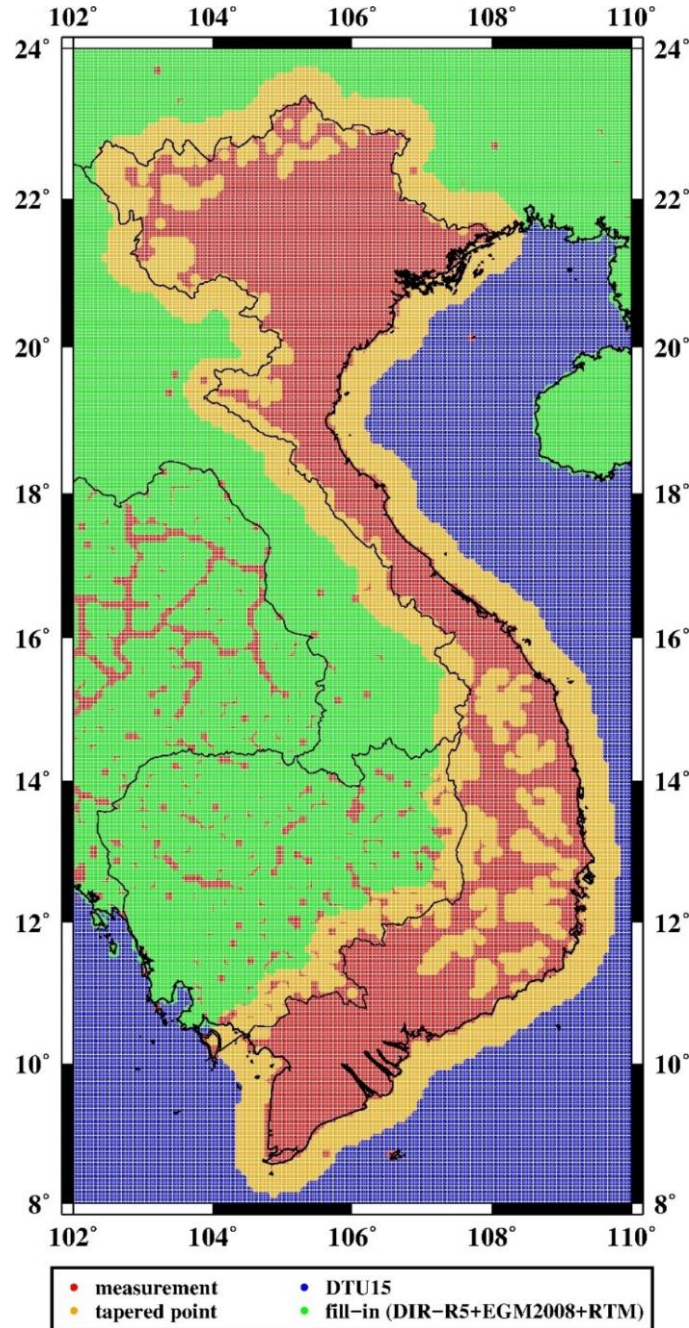 102° 104° 106° 108° 110°
24° 24°
22° 22°
20° 20°
18° 18°
16° 16°
14° 14°
12° 12°
10° 10°
8° 8°
102° 104° 106° 108° 110°
measurement DTU15
tapered point fill-in (DIR-R5+EGM2008+RTM)